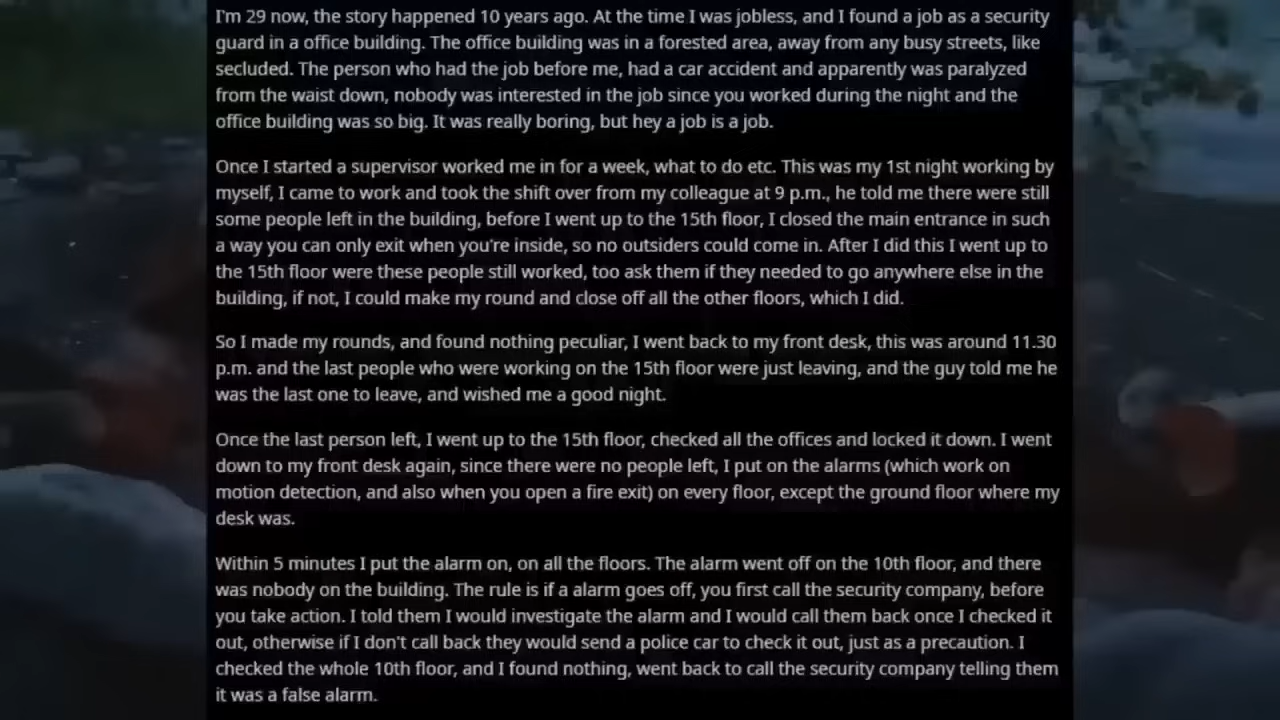 I'm 29 now, the story happened 10 years ago. At the time I was jobless, and I found a job as a security
guard in a office building. The office building was in a forested area, away from any busy streets, like
secluded. The person who had the job before me, had a car accident and apparently was paralyzed
from the waist down, nobody was interested in the job since you worked during the night and the
office building was so big. It was really boring, but hey a job is a job.
Once I started a supervisor worked me in for a week, what to do etc. This was my 1st night working by
myself, I came to work and took the shift over from my colleague at 9 p.m., he told me there were still
some people left in the building, before I went up to the 15th floor, I closed the main entrance in such
a way you can only exit when you're inside, so no outsiders could come in. After I did this I went up to
the 15th floor were these people still worked, too ask them if they needed to go anywhere else in the
building, if not, I could make my round and close off all the other floors, which I did.
So I made my rounds, and found nothing peculiar, I went back to my front desk, this was around 11.30
p.m. and the last people who were working on the 15th floor were just leaving, and the guy told me he
was the last one to leave, and wished me a good night.
Once the last person left, I went up to the 15th floor, checked all the offices and locked it down. I went
down to my front desk again, since there were no people left, I put on the alarms (which work on
motion detection, and also when you open a fire exit) on every floor, except the ground floor where my
desk was.
Within 5 minutes I put the alarm on, on all the floors. The alarm went off on the 10th floor, and there
was nobody on the building. The rule is if a alarm goes off, you first call the security company, before
you take action. I told them I would investigate the alarm and I would call them back once I checked it
out, otherwise if I don't call back they would send a police car to check it out, just as a precaution. I
checked the whole 10th floor, and I found nothing, went back to call the security company telling them
it was a false alarm.